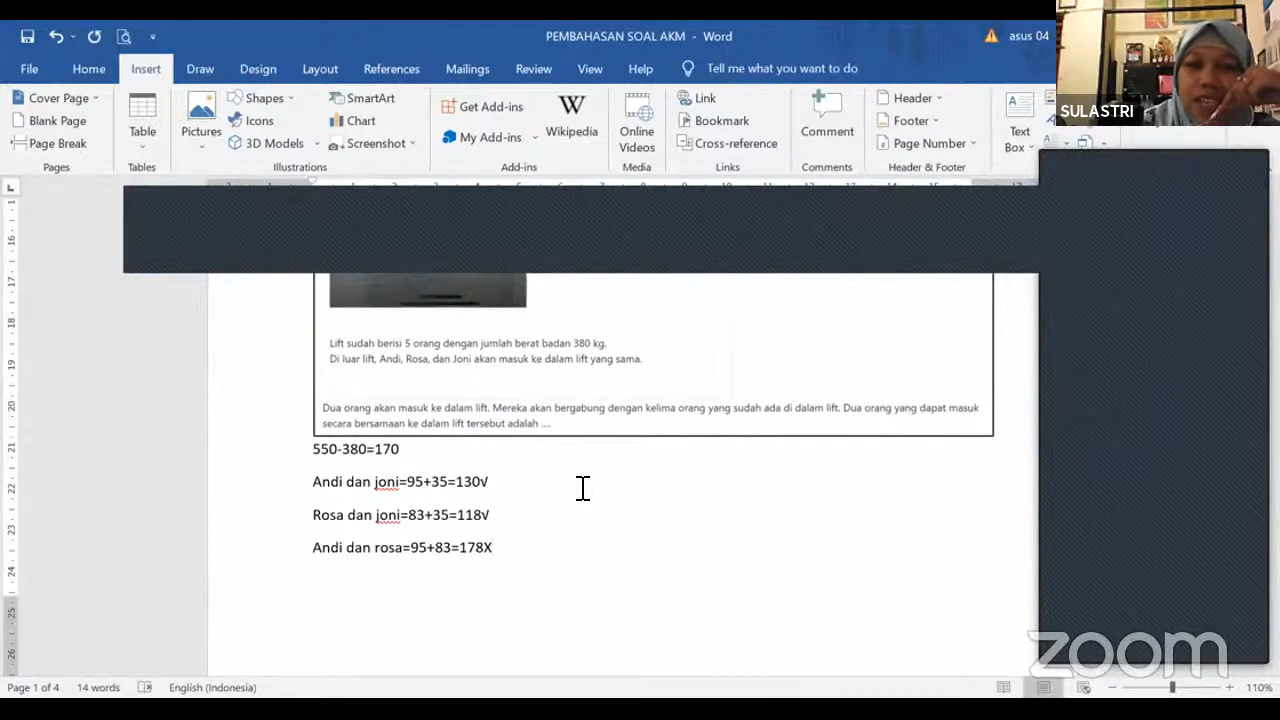 PEMBAHASAN SOAL AKM - Word
asus 04
File Home Insert Draw Design Layout References Mailings Review View Help Tell me what you want to do
SULASTRI
Cover Page
Blank Page
Page Break
Pages
Table
Tables
Pictures
Shapes
Icons
3D Models
SmartArt
Chart
Screenshot
Illustrations
Get Add-ins
My Add-ins
Wikipedia
Add-ins
Online
Videos
Media
Link
Bookmark
Cross-reference
Links
Comment
Comments
Header
Footer
Page Number
Header & Footer
Text
Box
Lift sudah berisi 5 orang dengan jumlah berat badan 380 kg.
Di luar lift, Andi, Rosa, dan Joni akan masuk ke dalam lift yang sama.
Dua orang akan masuk ke dalam lift. Mereka akan bergabung dengan kelima orang yang sudah ada di dalam lift. Dua orang yang dapat masuk
secara bersamaan ke dalam lift tersebut adalah ....
550-380=170
Andi dan joni=95+35=130√
Rosa dan joni=83+35=118√
Andi dan rosa=95+83=178X
zoom
Page 1 of 4 14 words English (Indonesia) 110%